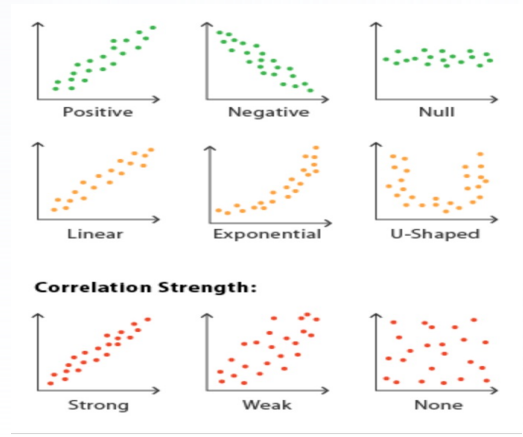 Positive Negative Null
Linear Exponential U-Shaped
Correlation Strength:
Strong Weak None